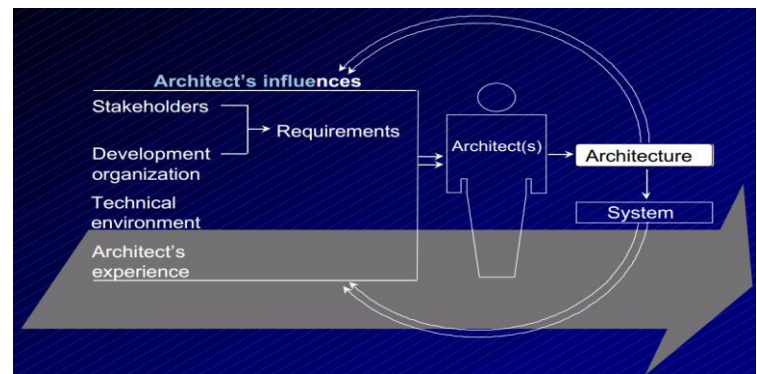 Architect's influences
Stakeholders
Requirements
Development
organization
Technical
environment
Architect's
experience
Architect(s)
Architecture
System